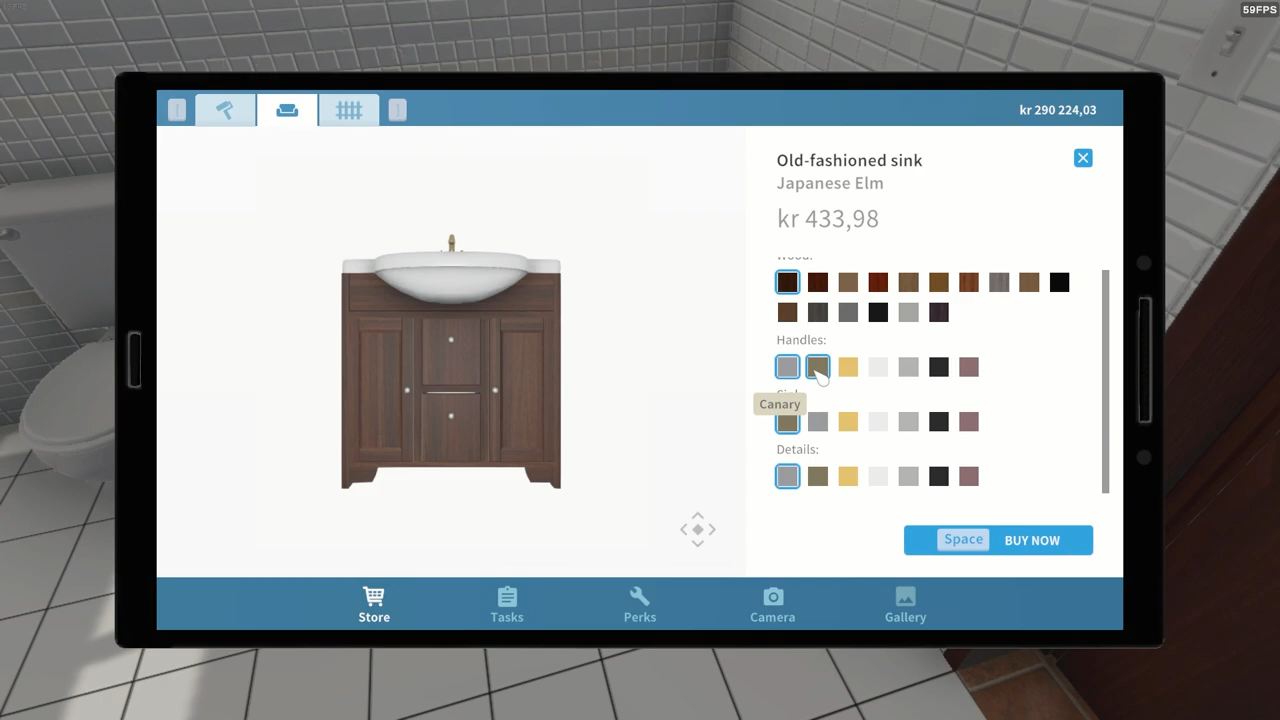 59FPS
kr 290 224,03
Old-fashioned sink
Japanese Elm
kr 433,98
Wood:
Handles:
Canary
Details:
Space BUY NOW
Store
Tasks
Perks
Camera
Gallery